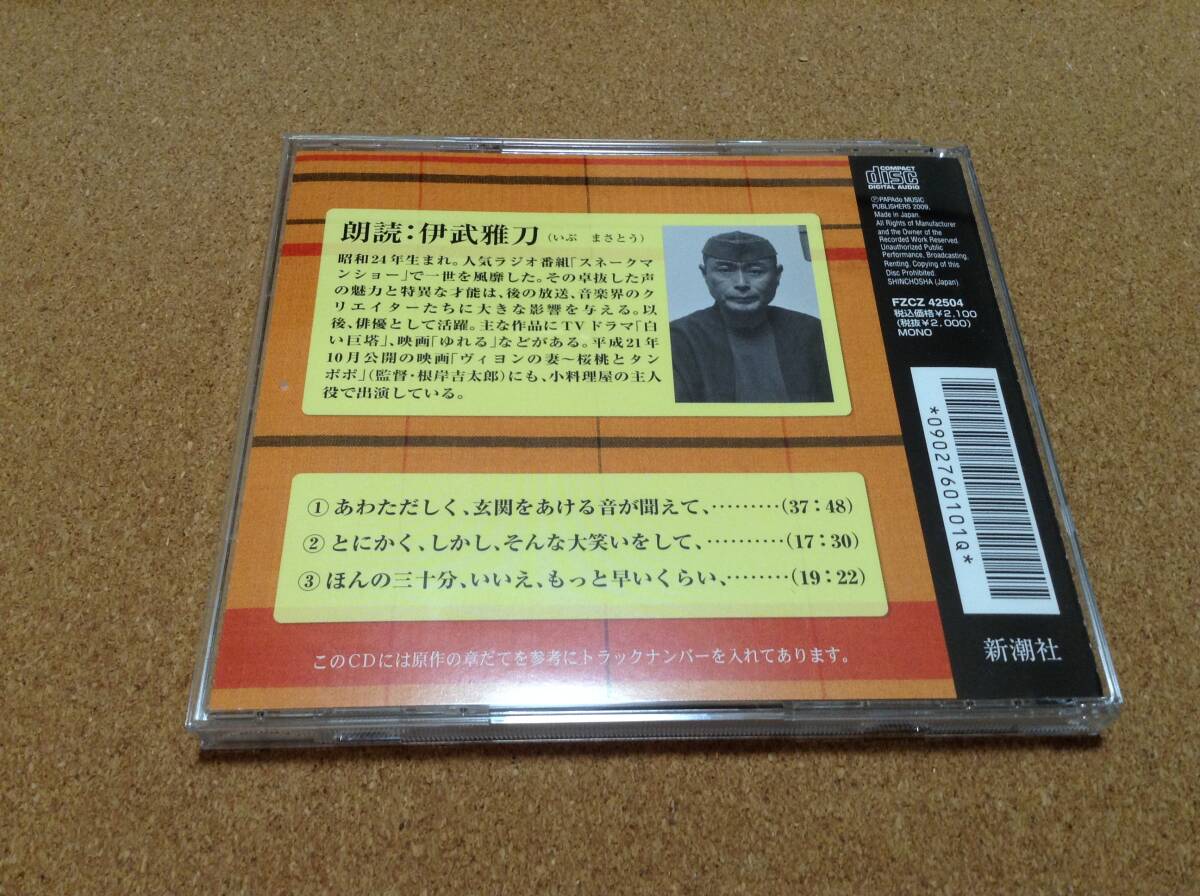 朗読:伊武雅刀(いぶ まさとう)
昭和24年生まれ。人気ラジオ番組「スネークマ
ンショー」で一世を風靡した。その卓抜した声
の魅力と特異な才能は、後の放送、音楽界のク
リエイターたちに大きな影響を与える。以
後、俳優として活躍。主な作品にTVドラマ「白
い巨塔」、映画「ゆれる」などがある。平成21年
10月公開の映画「ヴィヨンの妻〜桜桃とタン
ポポ」(監督・根岸吉太郎)にも、小料理屋の主人
役で出演している。
① あわただしく、玄関をあける音が聞えて、………(37:48)
② とにかく、しかし、そんな大笑いをして、………(17:30)
③ ほんの三十分、いいえ、もっと早いくらい、………(19:22)
このCDには原作の章だてを参考にトラックナンバーを入れてあります。
COMPACT
disc
DIGITAL AUDIO
ⓅPAPAdo MUSIC
PUBLISHERS 2009,
Made in Japan.
All Rights of Manufacturer
and the Owner of the
Recorded Work Reserved.
Unauthorized Public
Performance, Broadcasting,
Renting, Copying of this
Disc Prohibited.
SHINCHOSHA (Japan)
FZCZ 42504
税込価格¥2,100
(税抜¥2,000)
MONO
*0902760101Q*
新潮社